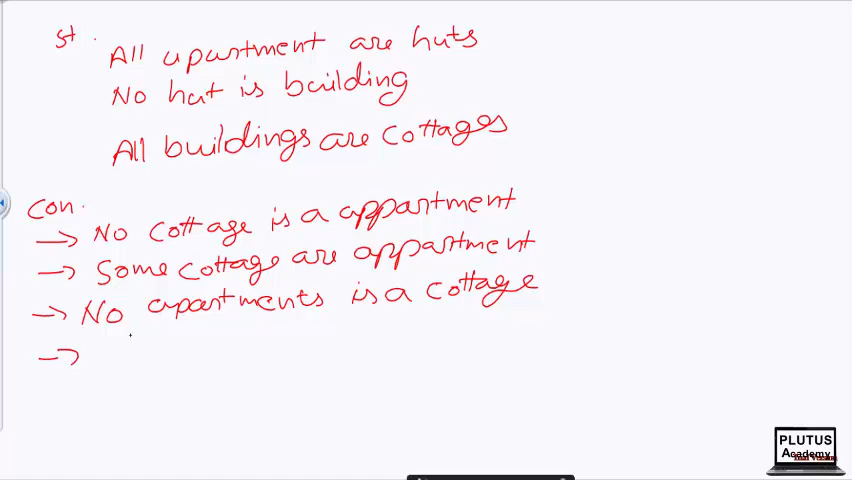 St.
All apartment are huts
No hut is building
All buildings are cottages
Con.
→ No cottage is a appartment
→ Some cottage are appartment
→ No apartments is a cottage
→
PLUTUS
Academy